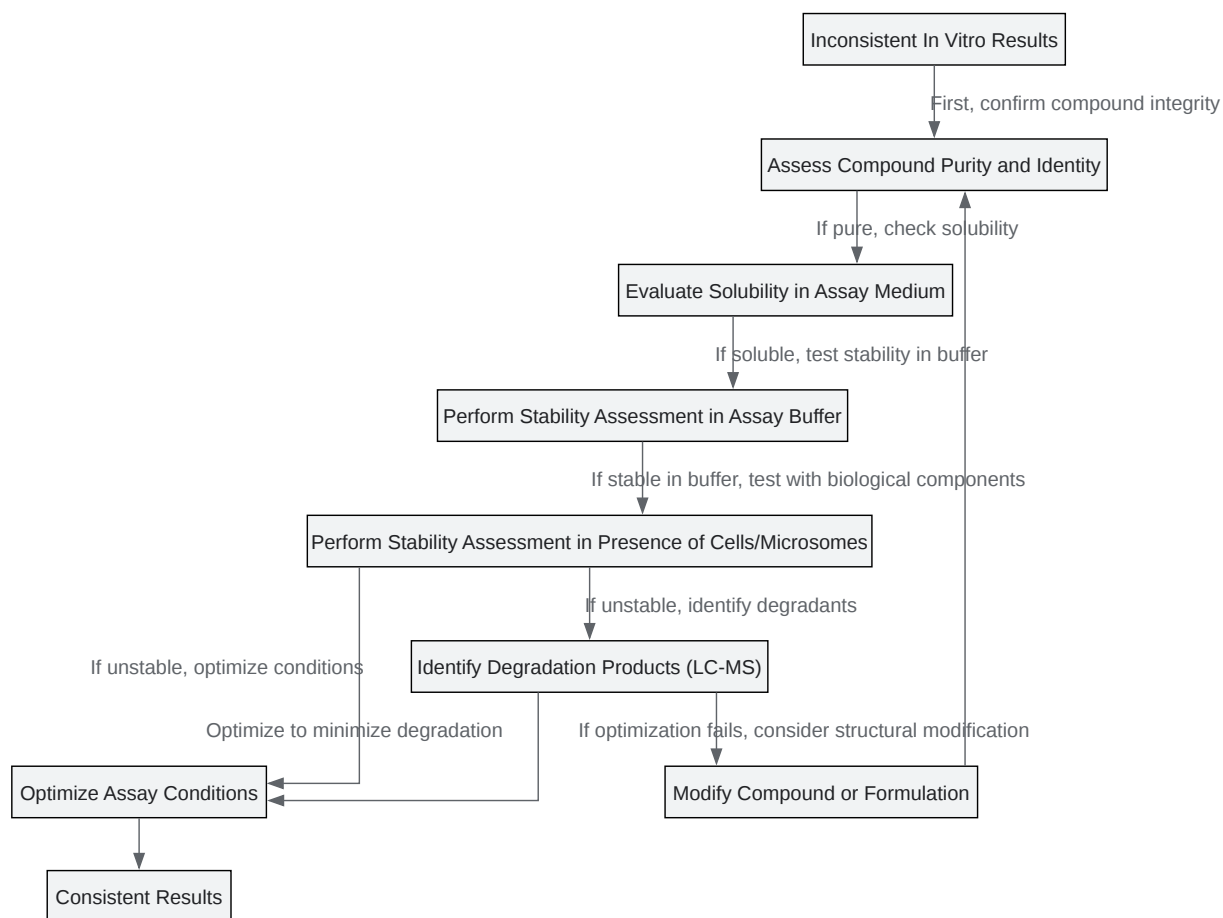 Inconsistent In Vitro Results
First, confirm compound integrity
Assess Compound Purity and Identity
If pure, check solubility
Evaluate Solubility in Assay Medium
If soluble, test stability in buffer
Perform Stability Assessment in Assay Buffer
If stable in buffer, test with biological components
Perform Stability Assessment in Presence of Cells/Microsomes
If unstable, identify degradants
If unstable, optimize conditions
Identify Degradation Products (LC-MS)
Optimize to minimize degradation
If optimization fails, consider structural modification
Optimize Assay Conditions
Modify Compound or Formulation
Consistent Results